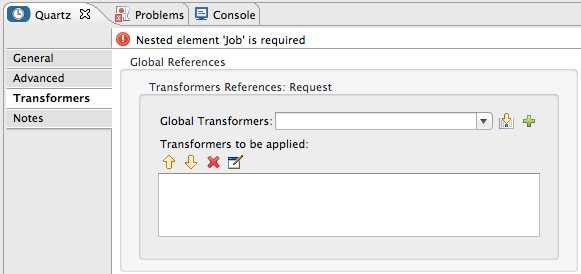 Quartz Problems Console
Nested element 'Job' is required
General
Advanced
Transformers
Notes
Global References
Transformers References: Request
Global Transformers:
Transformers to be applied: